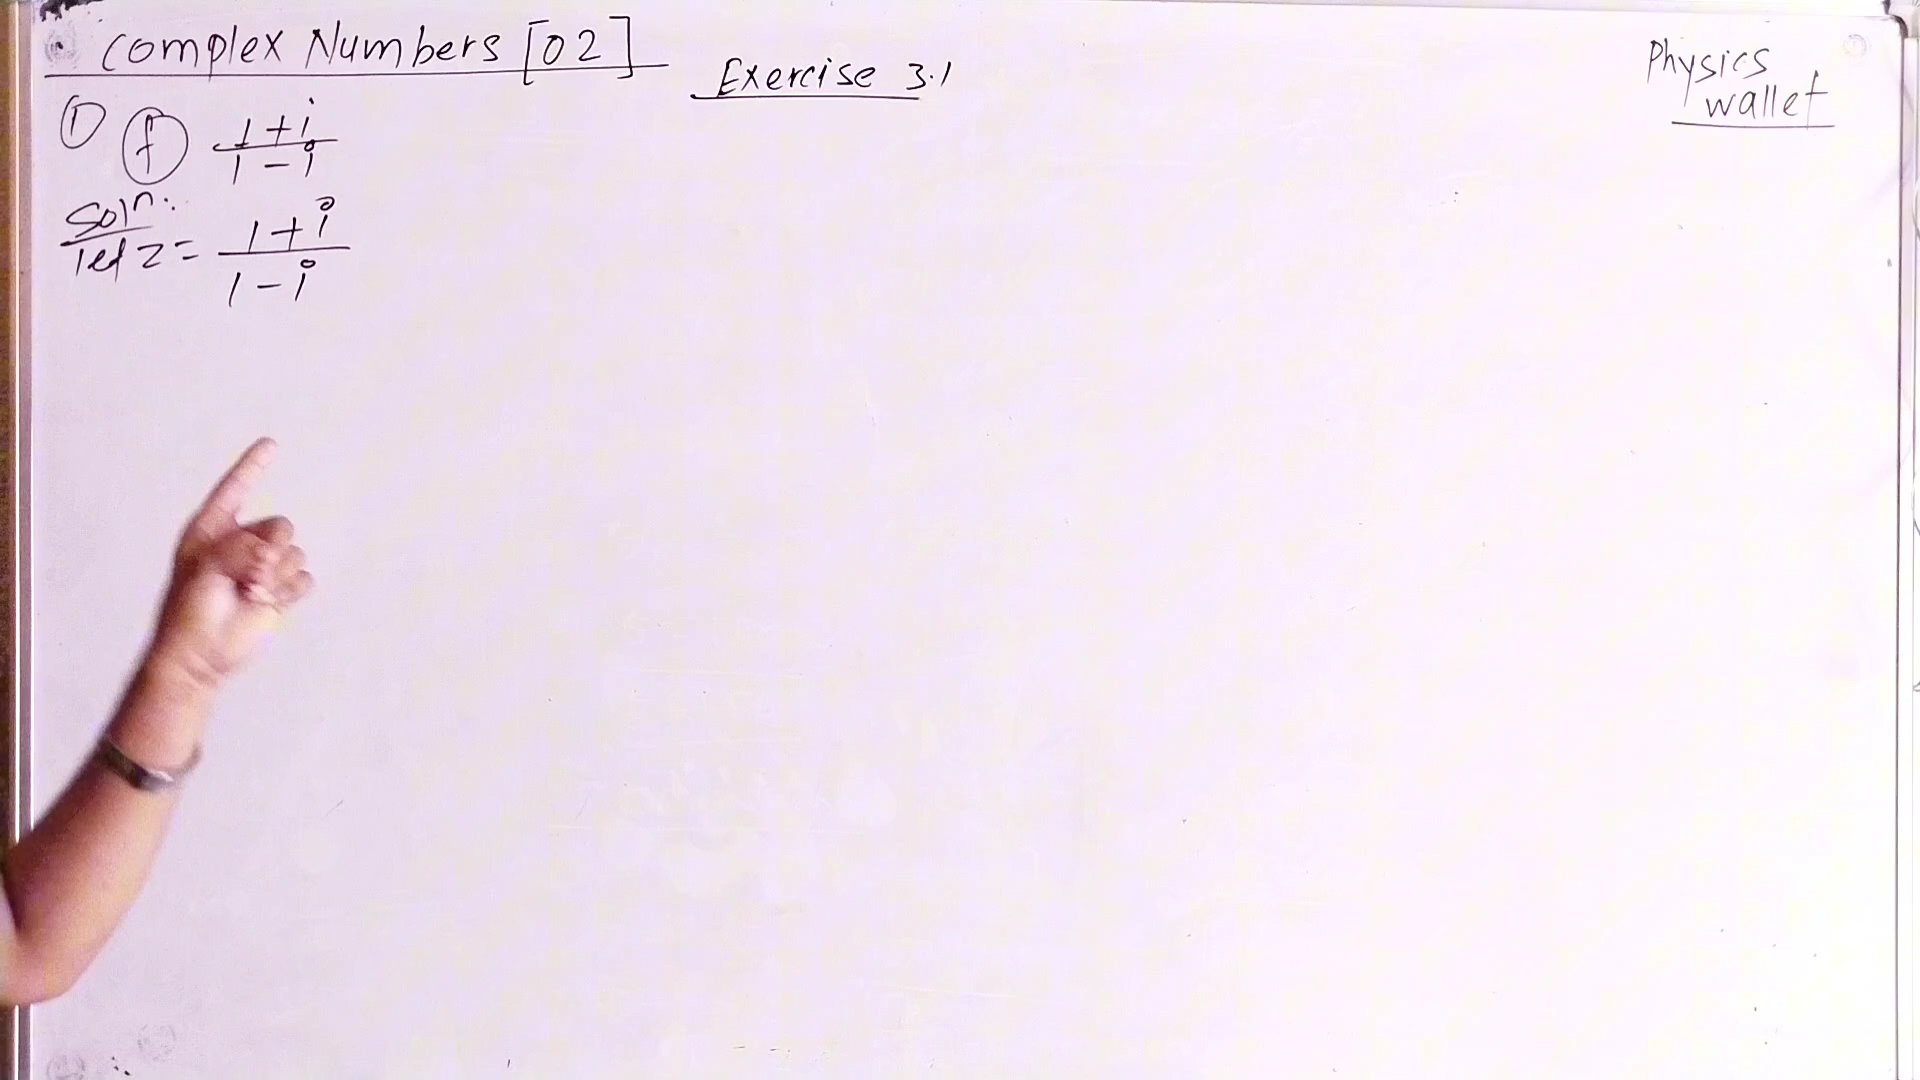 Complex Numbers [02]
Exercise 3.1
Physics
wallet
① ⓕ 1+i
1-i
Soln.
let z = 1+i
1-i